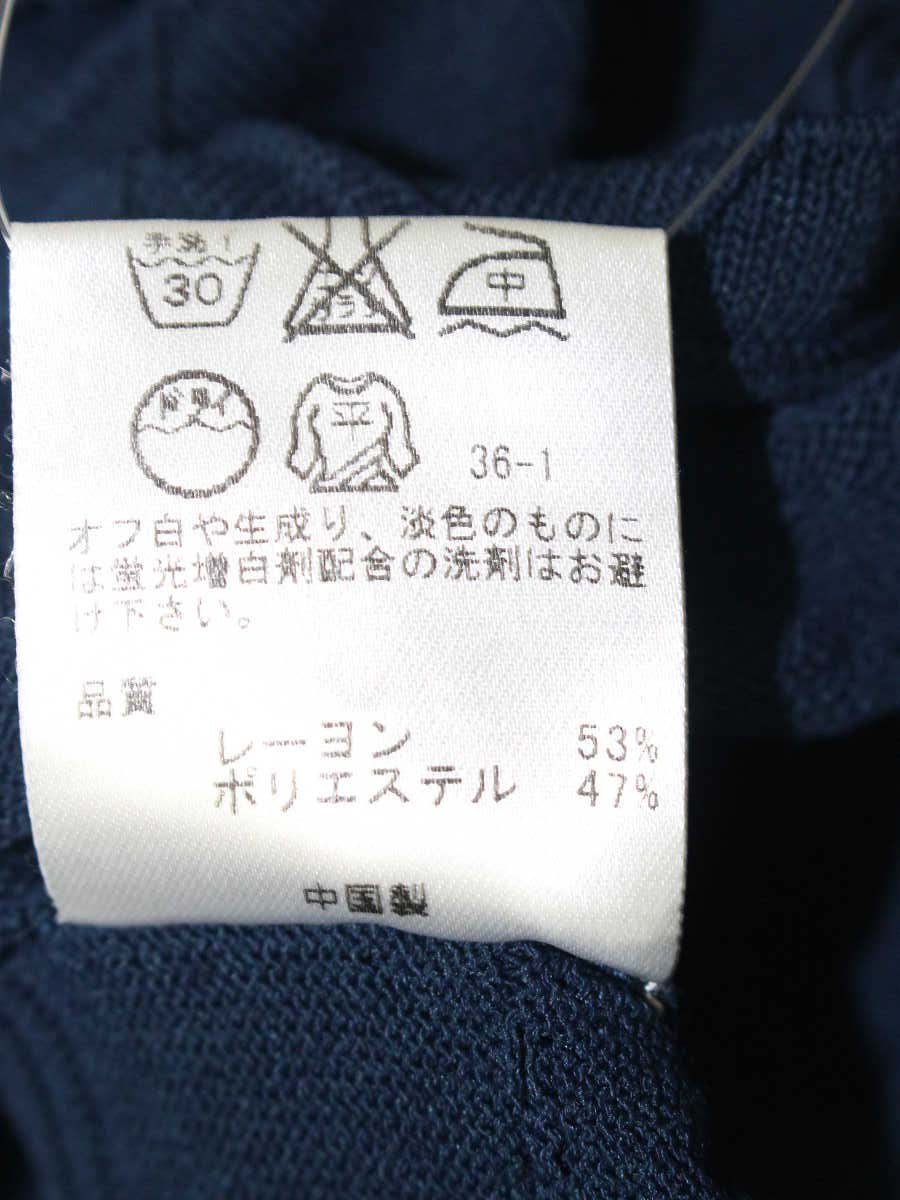 手洗イ
30
中
ドライ
平
36-1
オフ白や生成り、淡色のものに
は蛍光増白剤配合の洗剤はお避
け下さい。
品質
レーヨン 53%
ポリエステル 47%
中国製